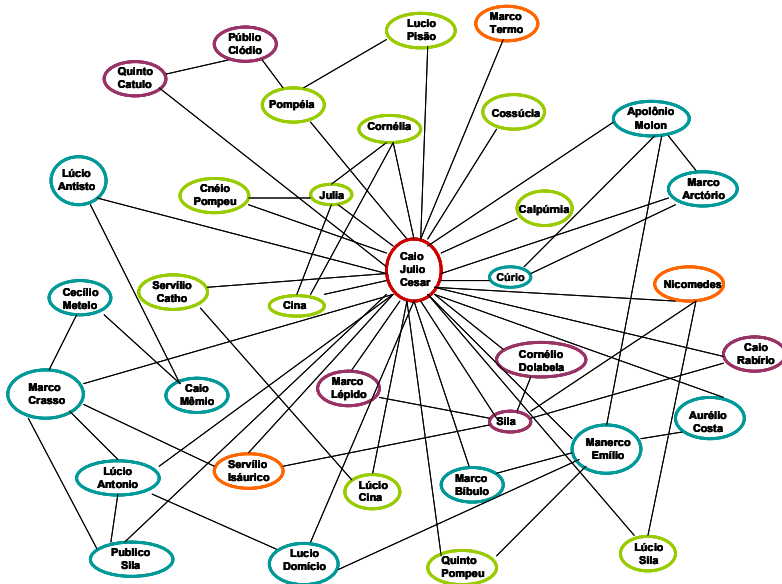 Lucio
Pisão
Marco
Termo
Públio
Clódio
Quinto
Catulo
Pompéia
Cornélia
Cossúcia
Apolônio
Molon
Lúcio
Antisto
Cnéio
Pompeu
Julia
Marco
Arctório
Calpúrnia
Caio
Julio
Cesar
Cúrio
Servílio
Catho
Cina
Nicomedes
Cecílio
Metelo
Cornélio
Dolabela
Caio
Rabírio
Marco
Crasso
Caio
Mêmio
Marco
Lépido
Sila
Aurélio
Costa
Manerco
Emílio
Lúcio
Antonio
Servílio
Isáurico
Lúcio
Cina
Marco
Bíbulo
Publico
Sila
Lucio
Domício
Quinto
Pompeu
Lúcio
Sila